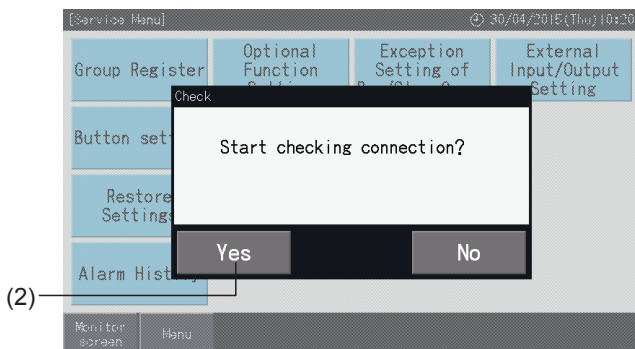 [Service Menu]
30/04/2015(Thu)10:20
Group Register
Optional
Function
Exception
Setting of
External
Input/Output
Setting
Check
Button set
Start checking connection?
Restore
Setting
Yes
No
Alarm Hist
(2)
Monitor
screen
Menu